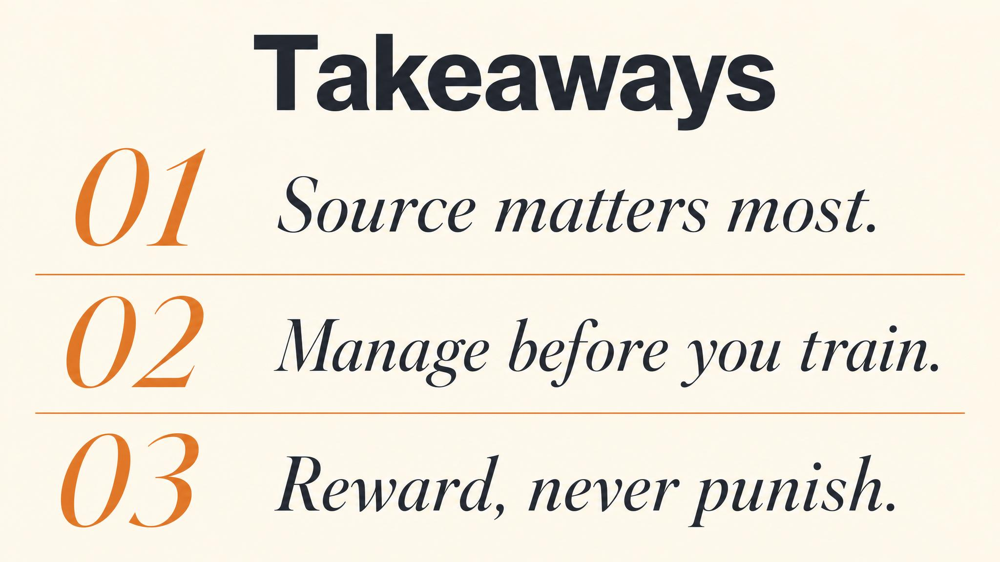 Takeaways
01 Source matters most.
02 Manage before you train.
03 Reward, never punish.